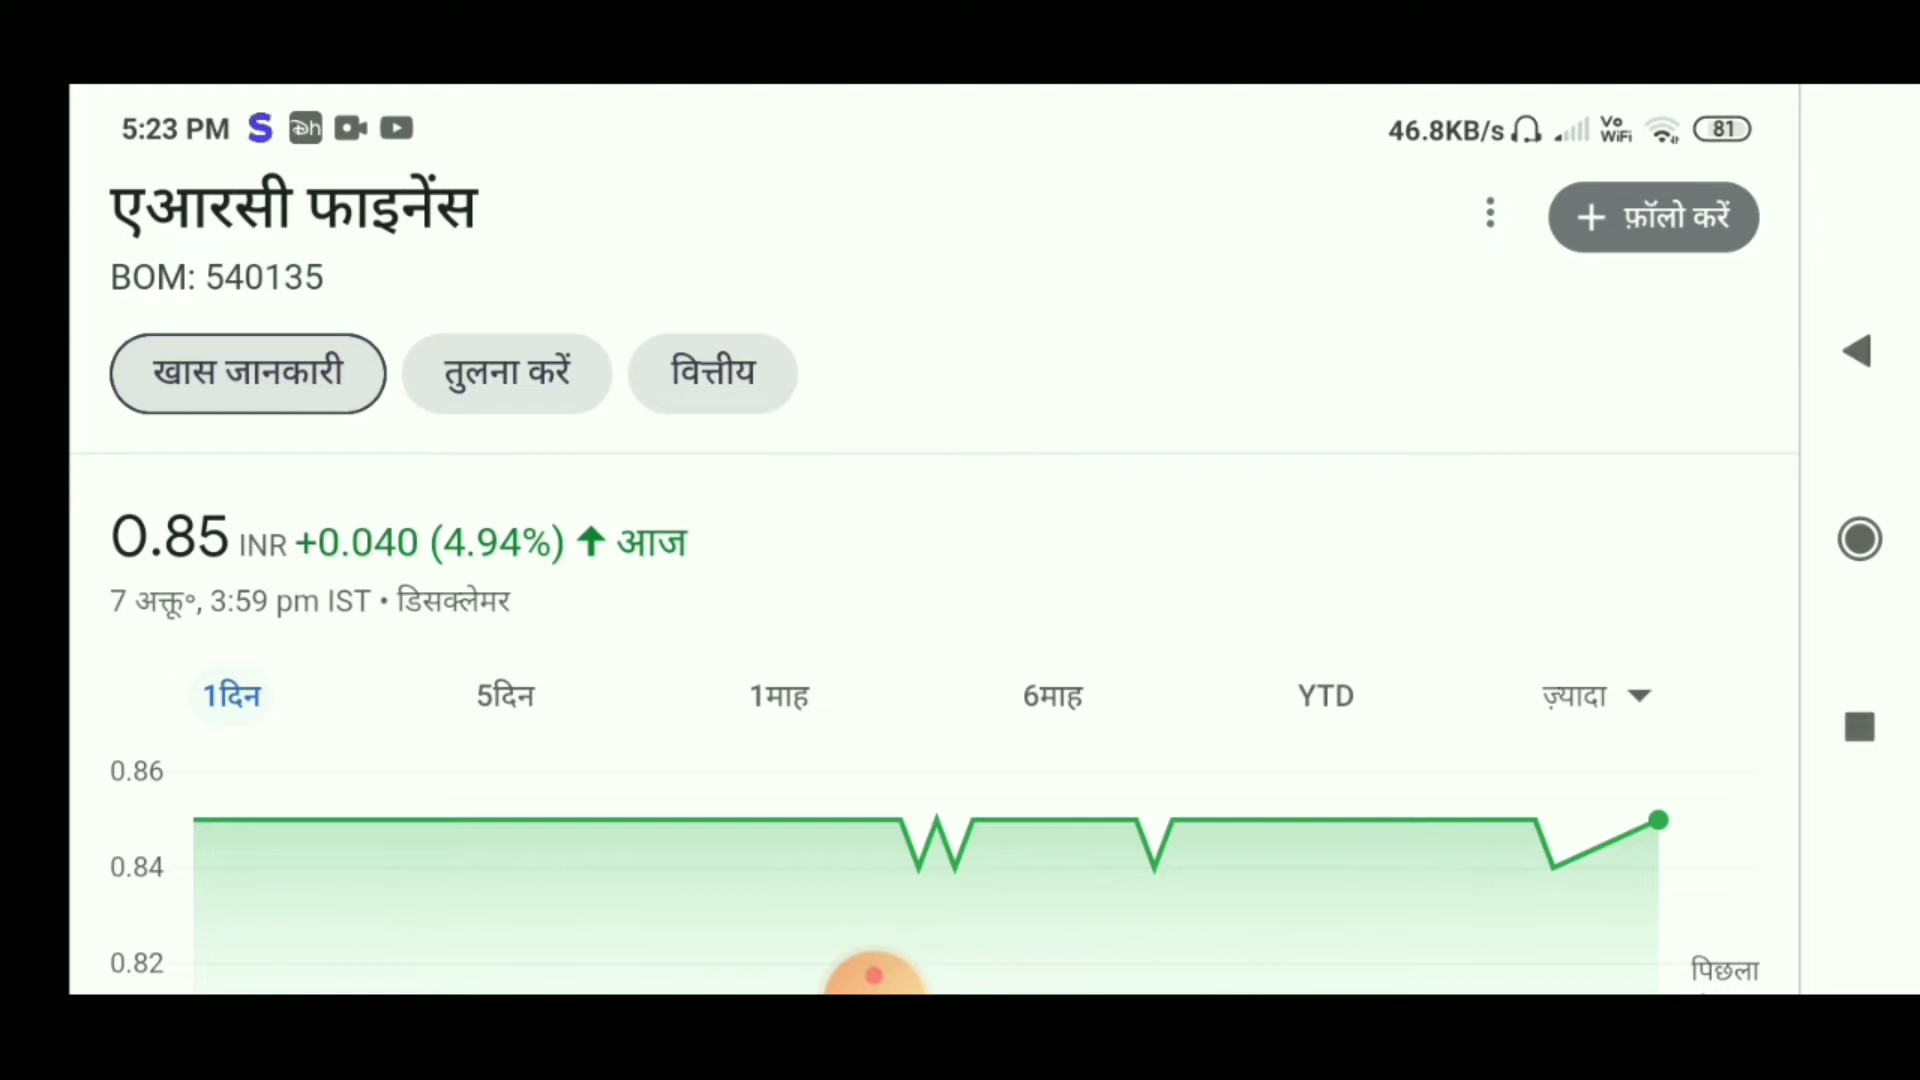 5:23 PM S
46.8KB/s Vo WiFi 81
एआरसी फाइनेंस
+ फ़ॉलो करें
BOM: 540135
खास जानकारी तुलना करें वित्तीय
0.85 INR +0.040 (4.94%) ↑ आज
7 अक्तू॰, 3:59 pm IST • डिसक्लेमर
1दिन 5दिन 1माह 6माह YTD ज़्यादा
0.86
0.84
0.82
पिछला